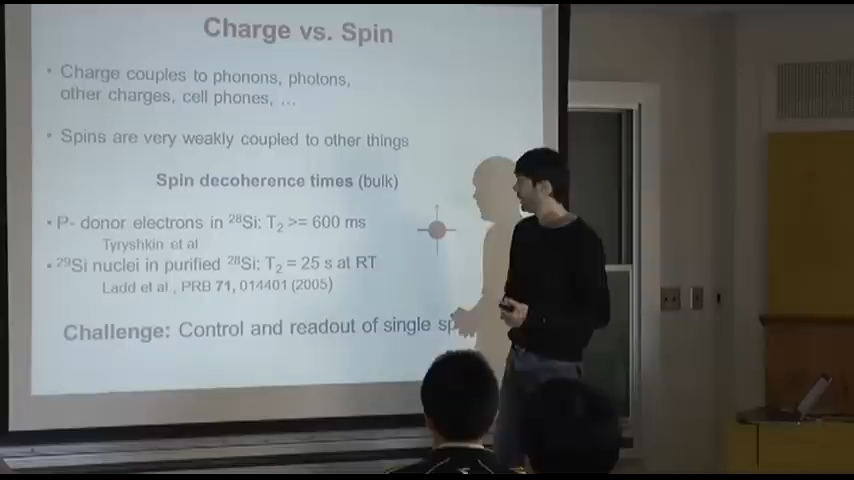 Charge vs. Spin
• Charge couples to phonons, photons,
other charges, cell phones, …
• Spins are very weakly coupled to other things
Spin decoherence times (bulk)
• P- donor electrons in ²⁸Si: T₂ >= 600 ms
Tyryshkin et al
• ²⁹Si nuclei in purified ²⁸Si: T₂ = 25 s at RT
Ladd et al., PRB 71, 014401 (2005)
Challenge: Control and readout of single